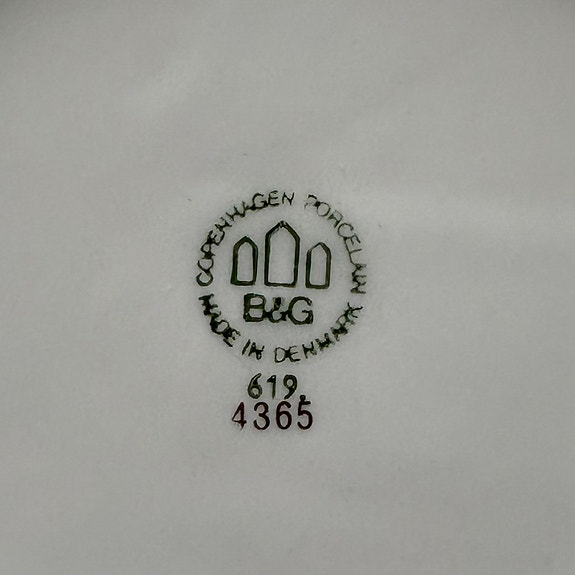 COPENHAGEN PORCELAIN
B&G
MADE IN DENMARK
619.
4365